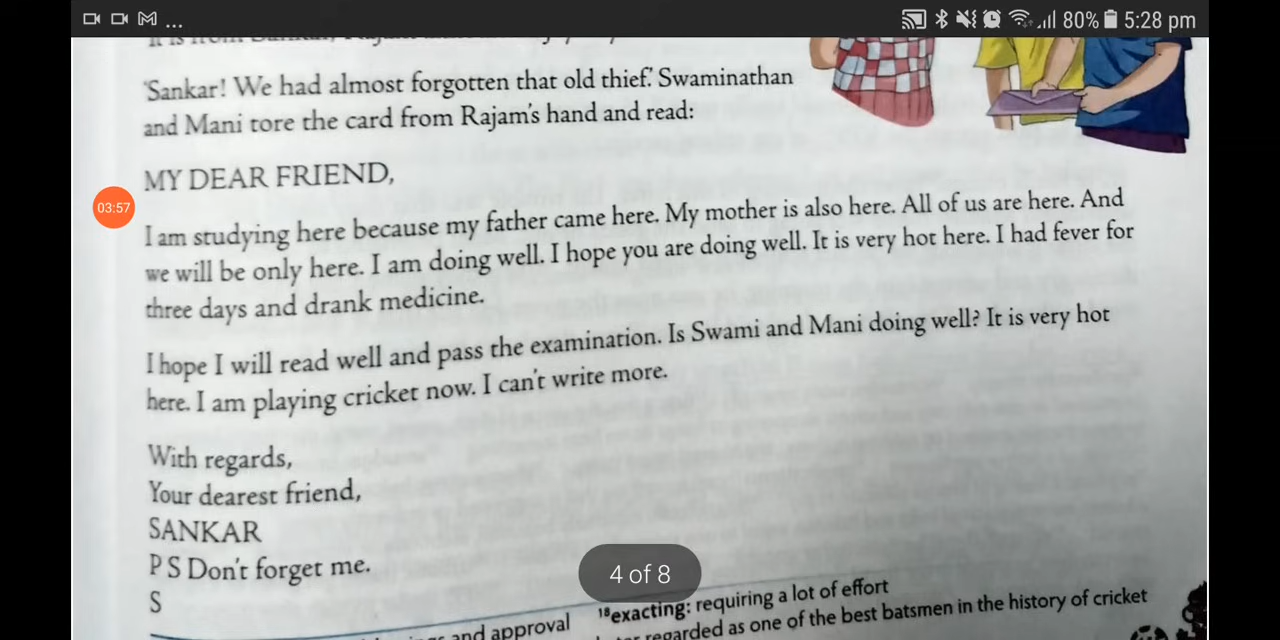 ... 80% 5:28 pm
'Sankar! We had almost forgotten that old thief.' Swaminathan
and Mani tore the card from Rajam's hand and read:
MY DEAR FRIEND,
03:57
I am studying here because my father came here. My mother is also here. All of us are here. And
we will be only here. I am doing well. I hope you are doing well. It is very hot here. I had fever for
three days and drank medicine.
I hope I will read well and pass the examination. Is Swami and Mani doing well? It is very hot
here. I am playing cricket now. I can't write more.
With regards,
Your dearest friend,
SANKAR
P S Don't forget me.
S
4 of 8
18exacting: requiring a lot of effort
and approval
regarded as one of the best batsmen in the history of cricket